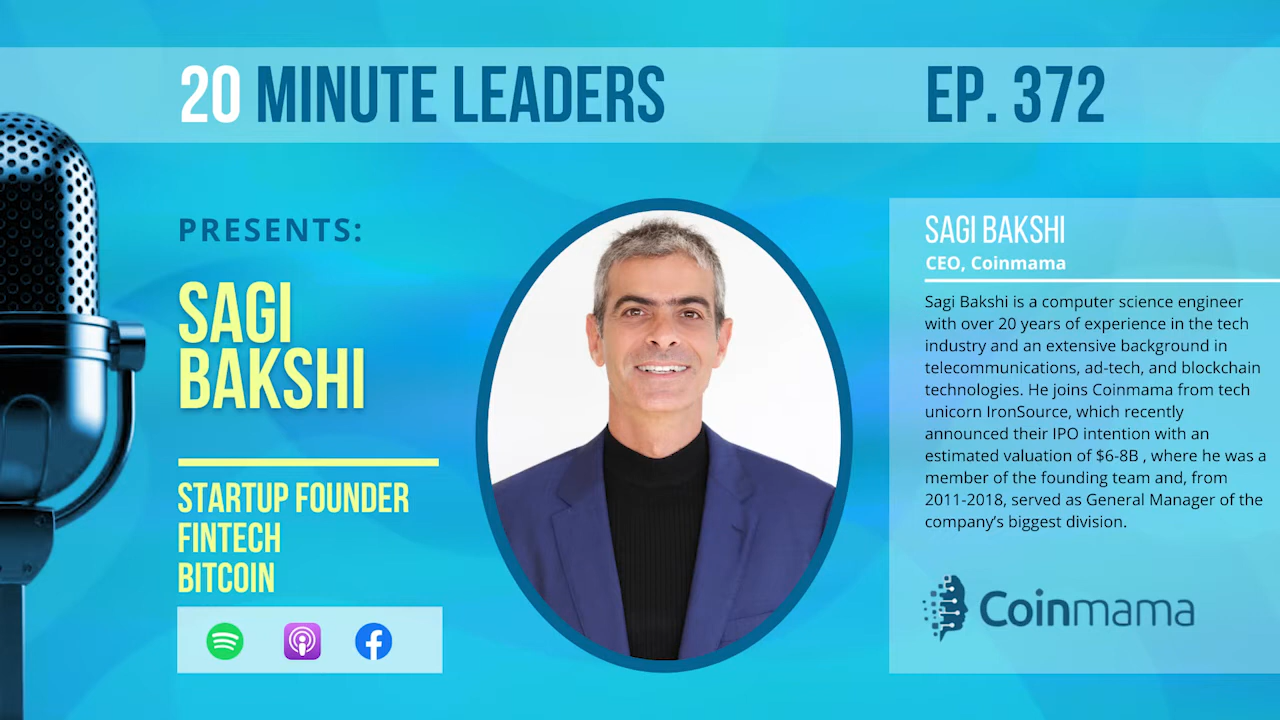 20 MINUTE LEADERS
EP. 372
PRESENTS:
SAGI
BAKSHI
STARTUP FOUNDER
FINTECH
BITCOIN
SAGI BAKSHI
CEO, Coinmama
Sagi Bakshi is a computer science engineer
with over 20 years of experience in the tech
industry and an extensive background in
telecommunications, ad-tech, and blockchain
technologies. He joins Coinmama from tech
unicorn IronSource, which recently
announced their IPO intention with an
estimated valuation of $6-8B , where he was a
member of the founding team and, from
2011-2018, served as General Manager of the
company’s biggest division.
Coinmama